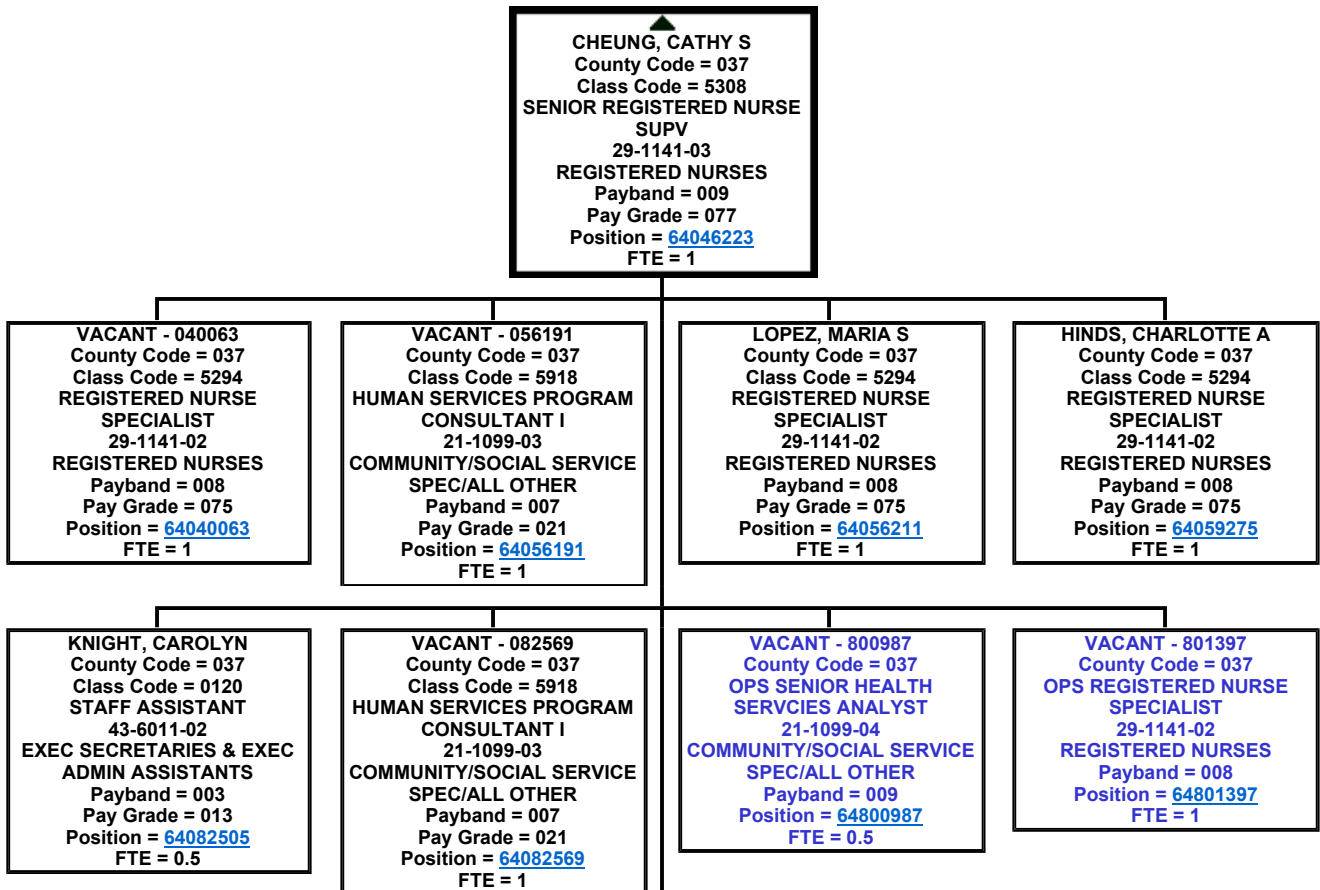 CHEUNG, CATHY S
County Code = 037
Class Code = 5308
SENIOR REGISTERED NURSE
SUPV
29-1141-03
REGISTERED NURSES
Payband = 009
Pay Grade = 077
Position = 64046223
FTE = 1
VACANT - 040063
County Code = 037
Class Code = 5294
REGISTERED NURSE
SPECIALIST
29-1141-02
REGISTERED NURSES
Payband = 008
Pay Grade = 075
Position = 64040063
FTE = 1
VACANT - 056191
County Code = 037
Class Code = 5918
HUMAN SERVICES PROGRAM
CONSULTANT I
21-1099-03
COMMUNITY/SOCIAL SERVICE
SPEC/ALL OTHER
Payband = 007
Pay Grade = 021
Position = 64056191
FTE = 1
LOPEZ, MARIA S
County Code = 037
Class Code = 5294
REGISTERED NURSE
SPECIALIST
29-1141-02
REGISTERED NURSES
Payband = 008
Pay Grade = 075
Position = 64056211
FTE = 1
HINDS, CHARLOTTE A
County Code = 037
Class Code = 5294
REGISTERED NURSE
SPECIALIST
29-1141-02
REGISTERED NURSES
Payband = 008
Pay Grade = 075
Position = 64059275
FTE = 1
KNIGHT, CAROLYN
County Code = 037
Class Code = 0120
STAFF ASSISTANT
43-6011-02
EXEC SECRETARIES & EXEC
ADMIN ASSISTANTS
Payband = 003
Pay Grade = 013
Position = 64082505
FTE = 0.5
VACANT - 082569
County Code = 037
Class Code = 5918
HUMAN SERVICES PROGRAM
CONSULTANT I
21-1099-03
COMMUNITY/SOCIAL SERVICE
SPEC/ALL OTHER
Payband = 007
Pay Grade = 021
Position = 64082569
FTE = 1
VACANT - 800987
County Code = 037
OPS SENIOR HEALTH
SERVCIES ANALYST
21-1099-04
COMMUNITY/SOCIAL SERVICE
SPEC/ALL OTHER
Payband = 009
Position = 64800987
FTE = 0.5
VACANT - 801397
County Code = 037
OPS REGISTERED NURSE
SPECIALIST
29-1141-02
REGISTERED NURSES
Payband = 008
Position = 64801397
FTE = 1